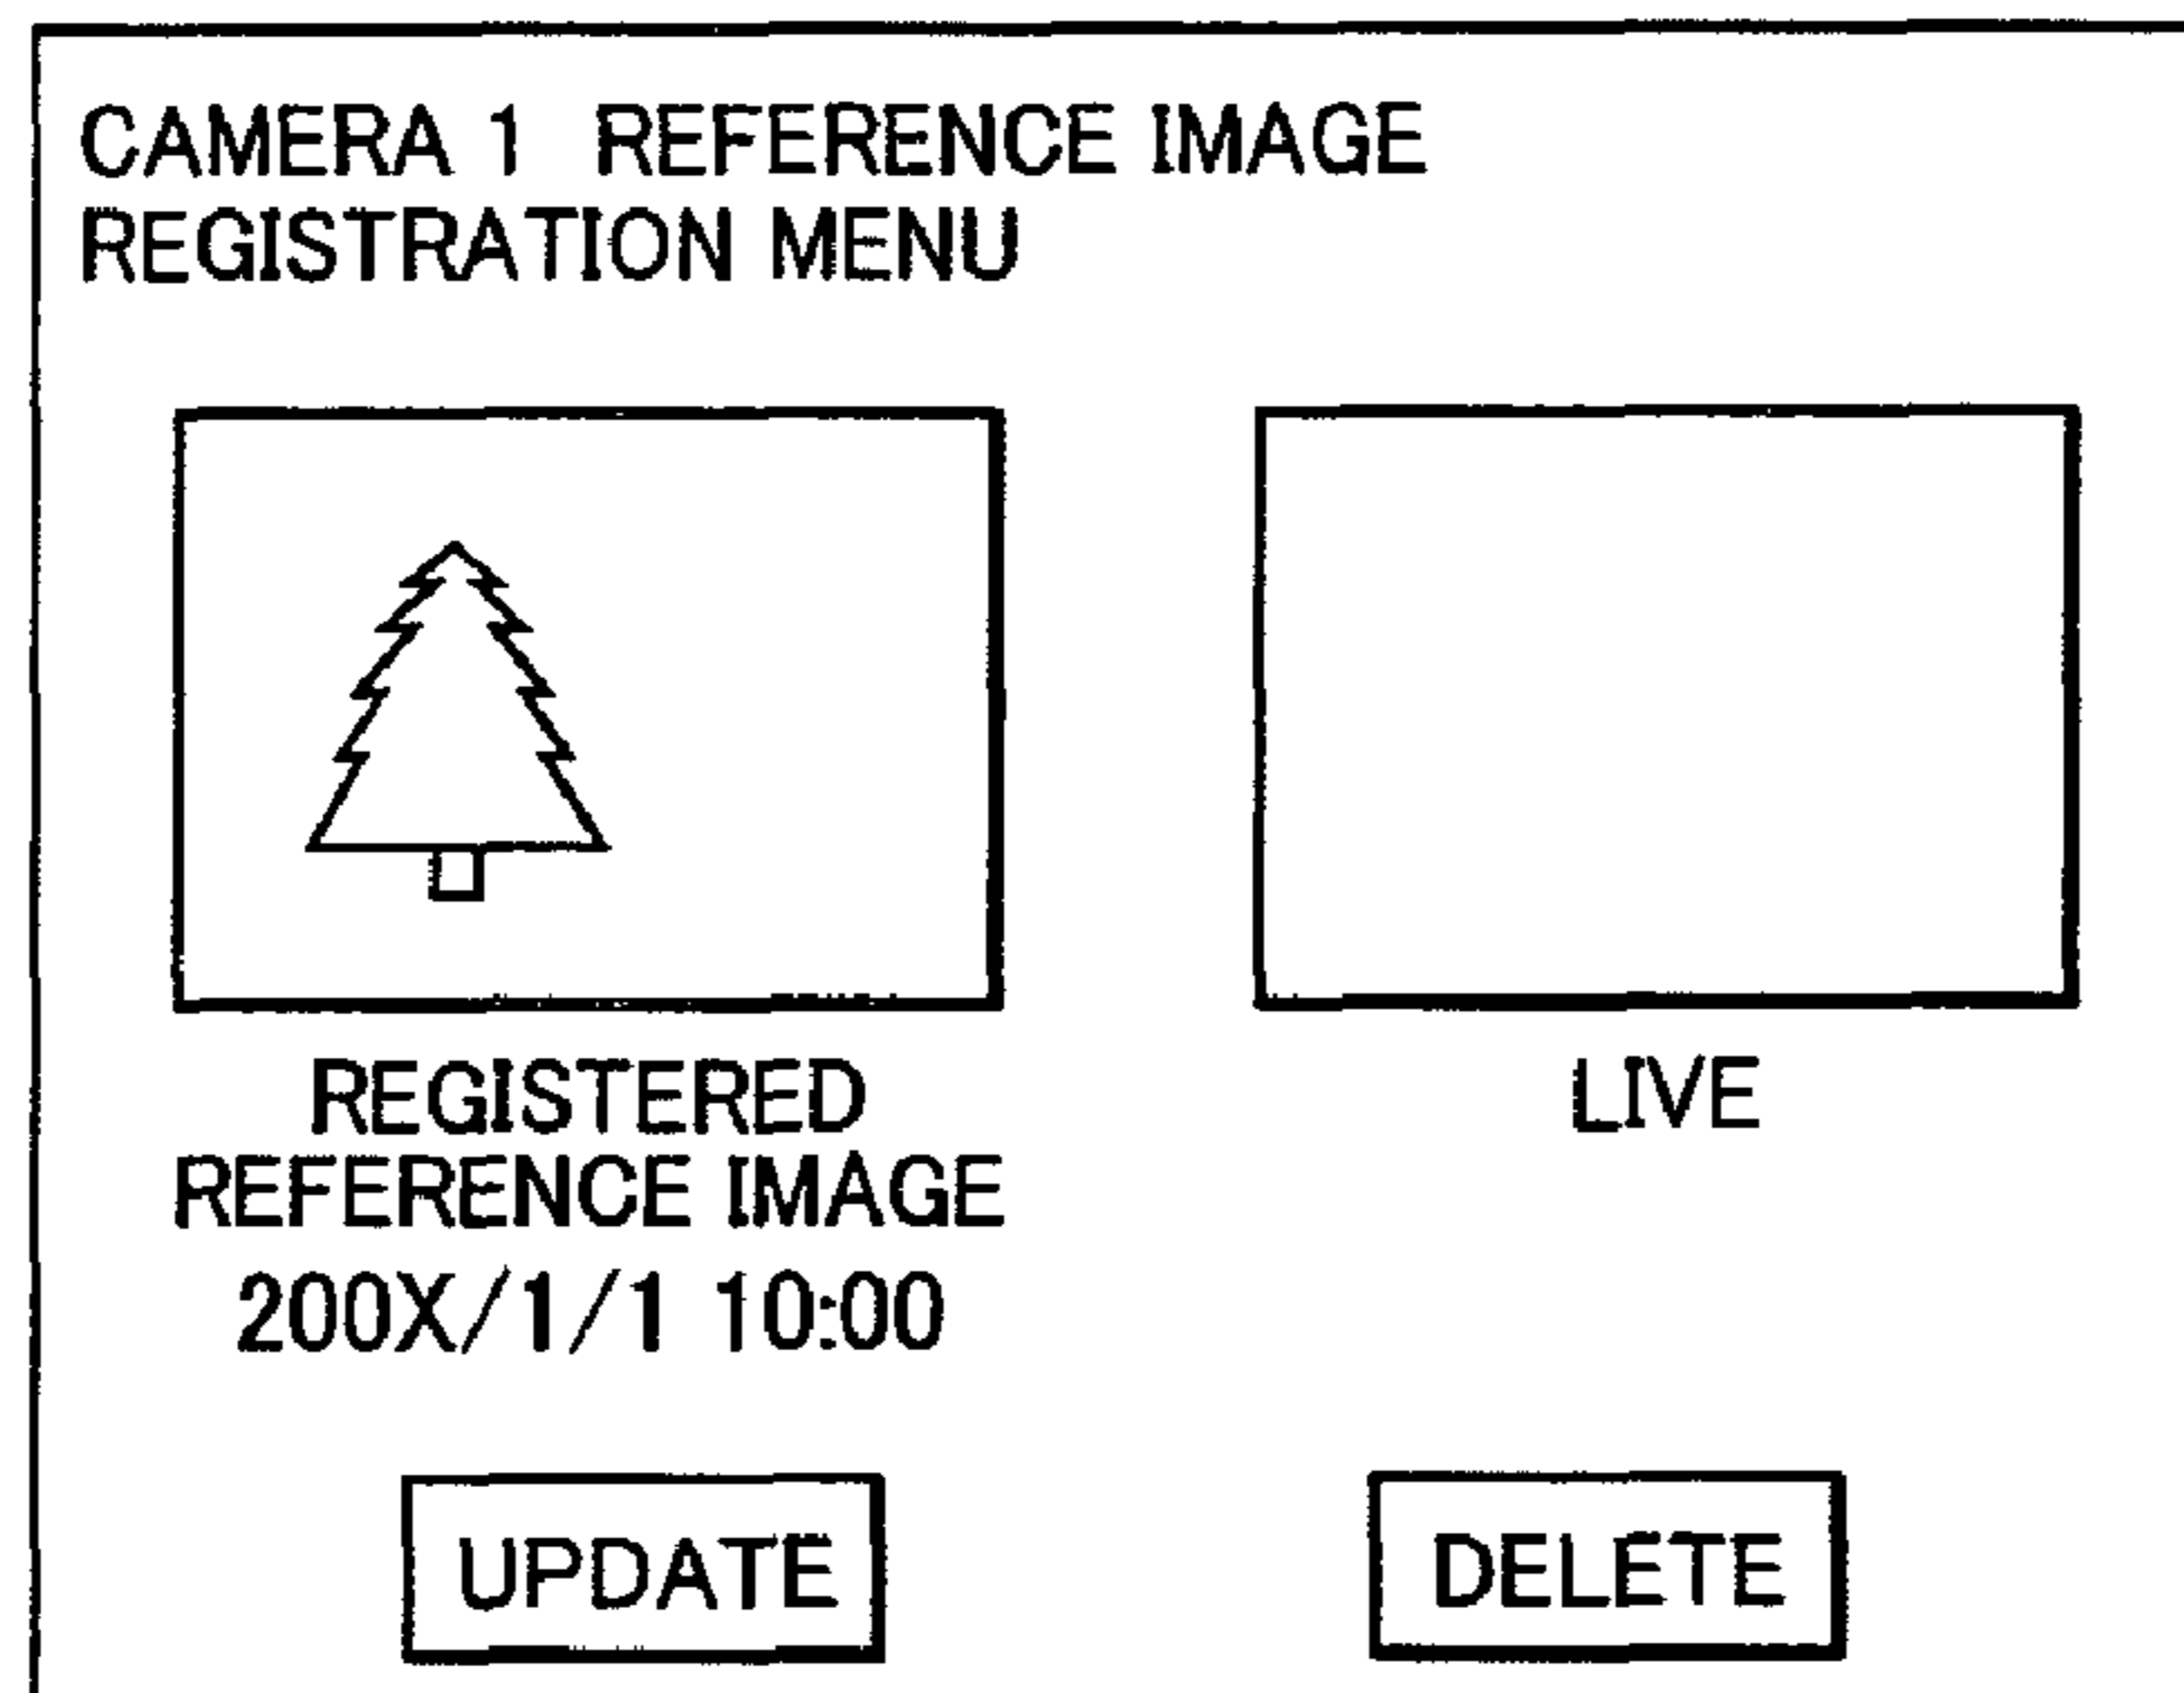 CAMERA 1 REFERENCE IMAGE
REGISTRATION MENU
REGISTERED
REFERENCE IMAGE
200X/1/1 10:00
LIVE
UPDATE
DELETE